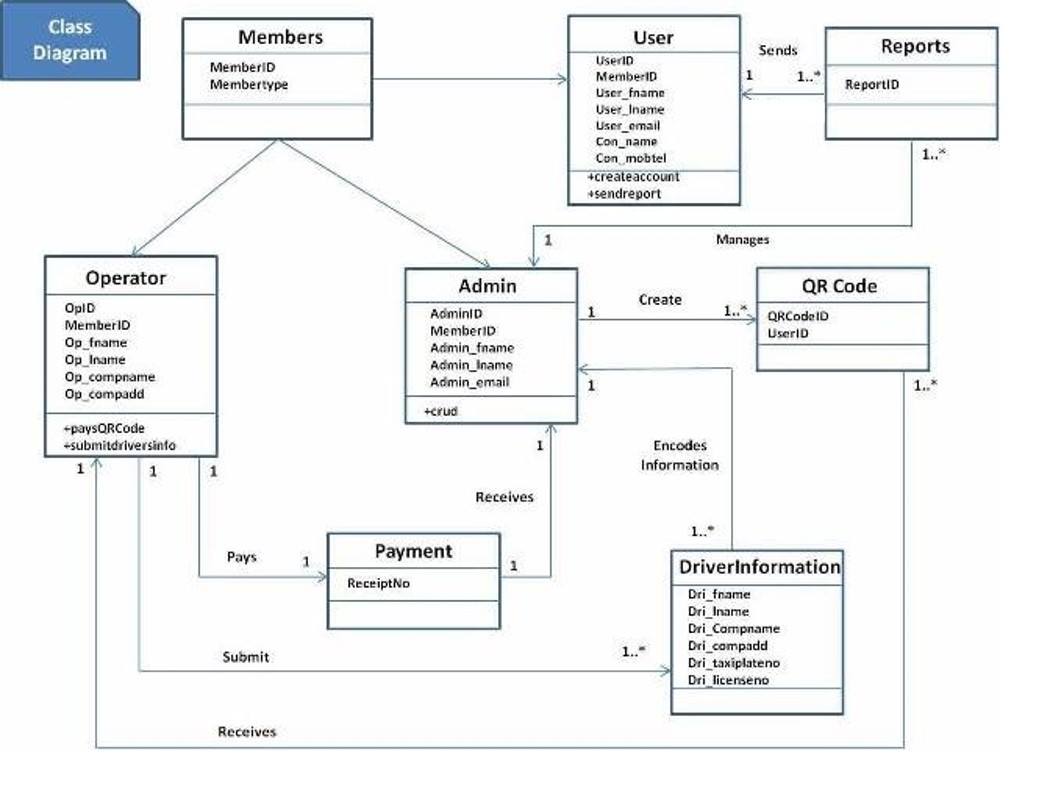 Class
Diagram
Members
MemberID
Membertype
User
UserID
MemberID
User_fname
User_lname
User_email
Con_name
Con_mobtel
+createaccount
+sendreport
Sends
1
1..*
Reports
ReportID
1..*
1
Manages
Operator
OpID
MemberID
Op_fname
Op_lname
Op_compname
Op_compadd
+paysQRCode
+submitdriversinfo
Admin
AdminID
MemberID
Admin_fname
Admin_lname
Admin_email
+crud
1
Create
1..*
QR Code
QRCodeID
UserID
1
1..*
1
1
1
1
Encodes
Information
Receives
1..*
Pays
1
Payment
ReceiptNo
1
DriverInformation
Dri_fname
Dri_lname
Dri_Compname
Dri_compadd
Dri_taxiplateno
Dri_licenseno
Submit
1..*
Receives